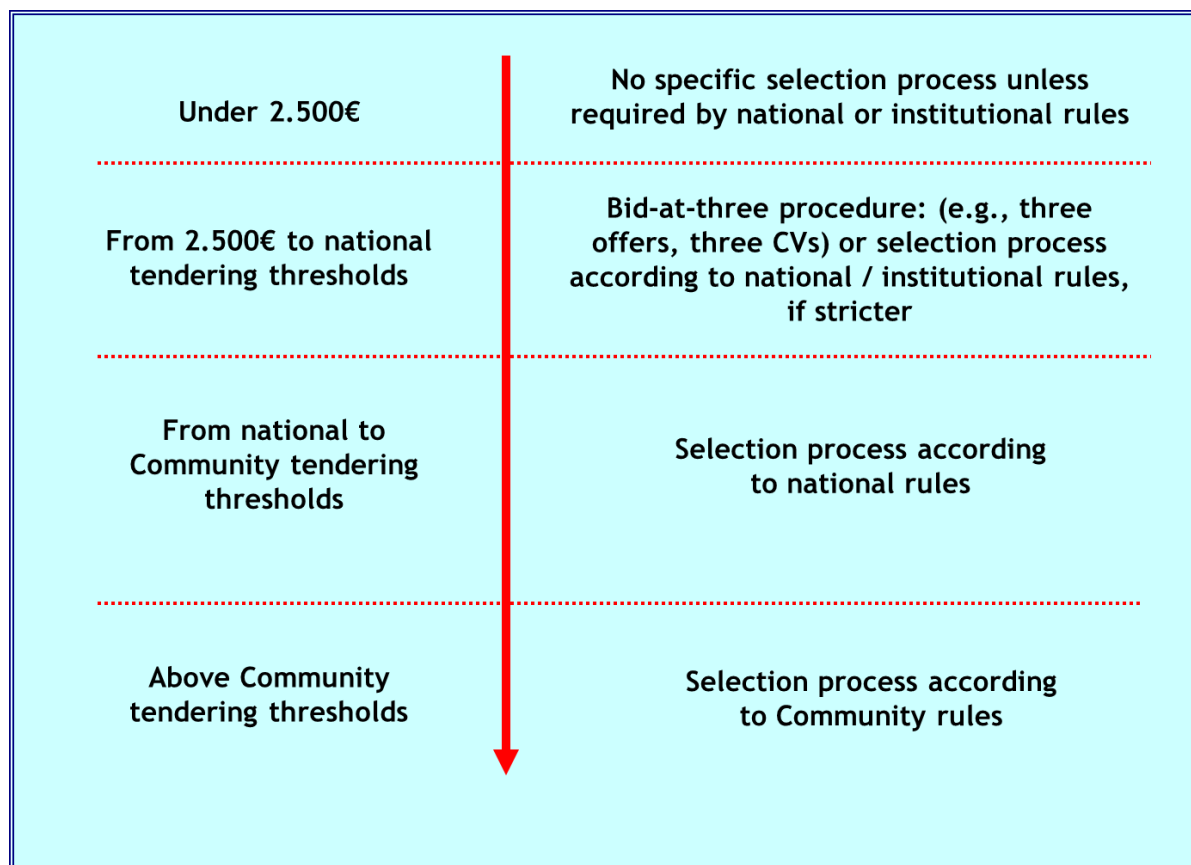 Under 2.500€
No specific selection process unless
required by national or institutional rules
From 2.500€ to national
tendering thresholds
Bid-at-three procedure: (e.g., three
offers, three CVs) or selection process
according to national / institutional rules,
if stricter
From national to
Community tendering
thresholds
Selection process according
to national rules
Above Community
tendering thresholds
Selection process according
to Community rules